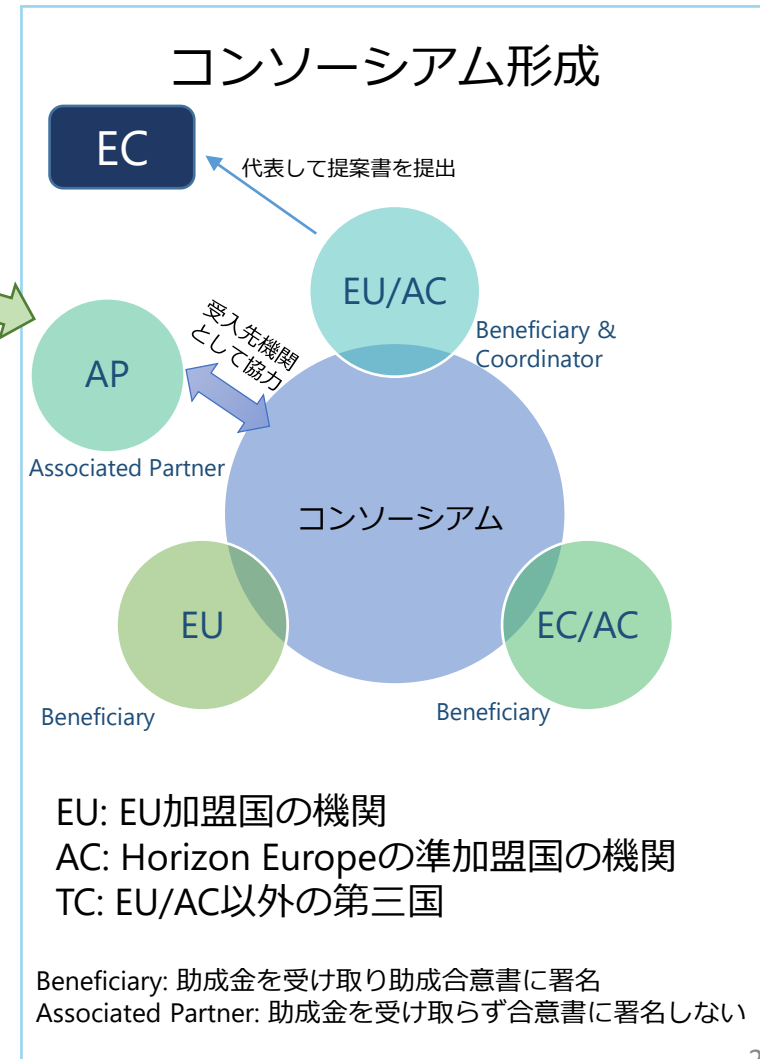 コンソーシアム形成
EC
代表して提案書を提出
EU/AC
Beneficiary &
Coordinator
受入先機関
として協力
AP
Associated Partner
コンソーシアム
EU
EC/AC
Beneficiary
Beneficiary
EU: EU加盟国の機関
AC: Horizon Europeの準加盟国の機関
TC: EU/AC以外の第三国
Beneficiary: 助成金を受け取り助成合意書に署名
Associated Partner: 助成金を受け取らず合意書に署名しない